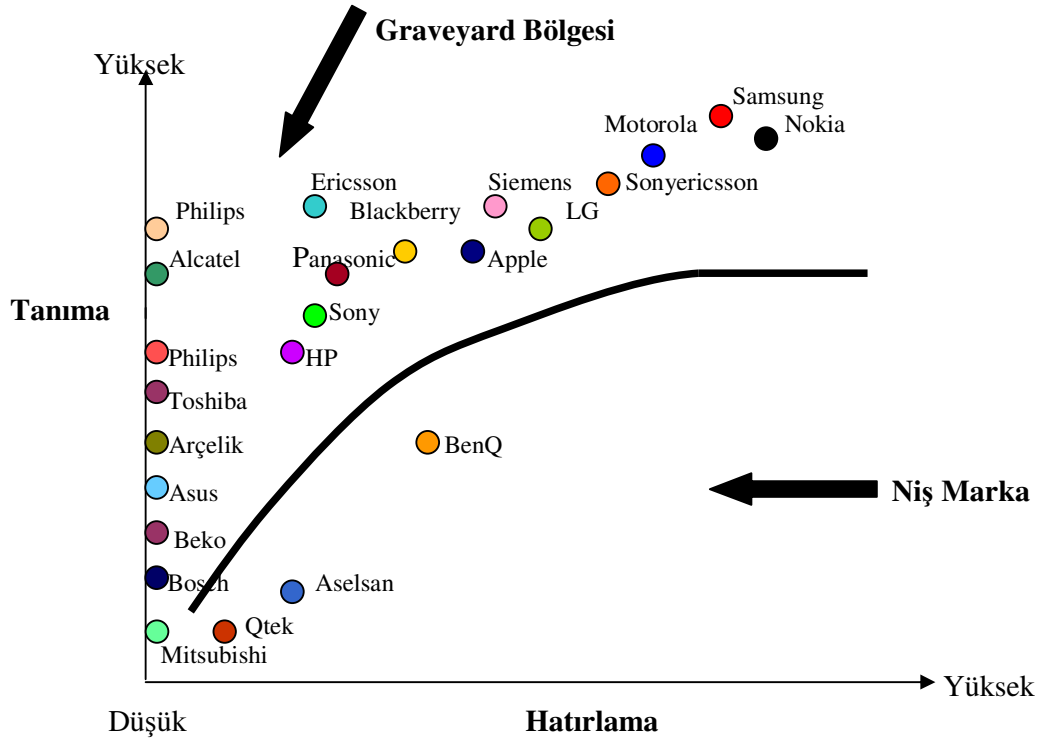 Graveyard Bölgesi
Yüksek
Samsung
Motorola
Nokia
Ericsson
Siemens
Sonyericsson
Philips
Blackberry
LG
Alcatel
Panasonic
Apple
Tanıma
Sony
Philips
HP
Toshiba
Arçelik
BenQ
Asus
Niş Marka
Beko
Bosch
Aselsan
Qtek
Mitsubishi
Yüksek
Düşük
Hatırlama